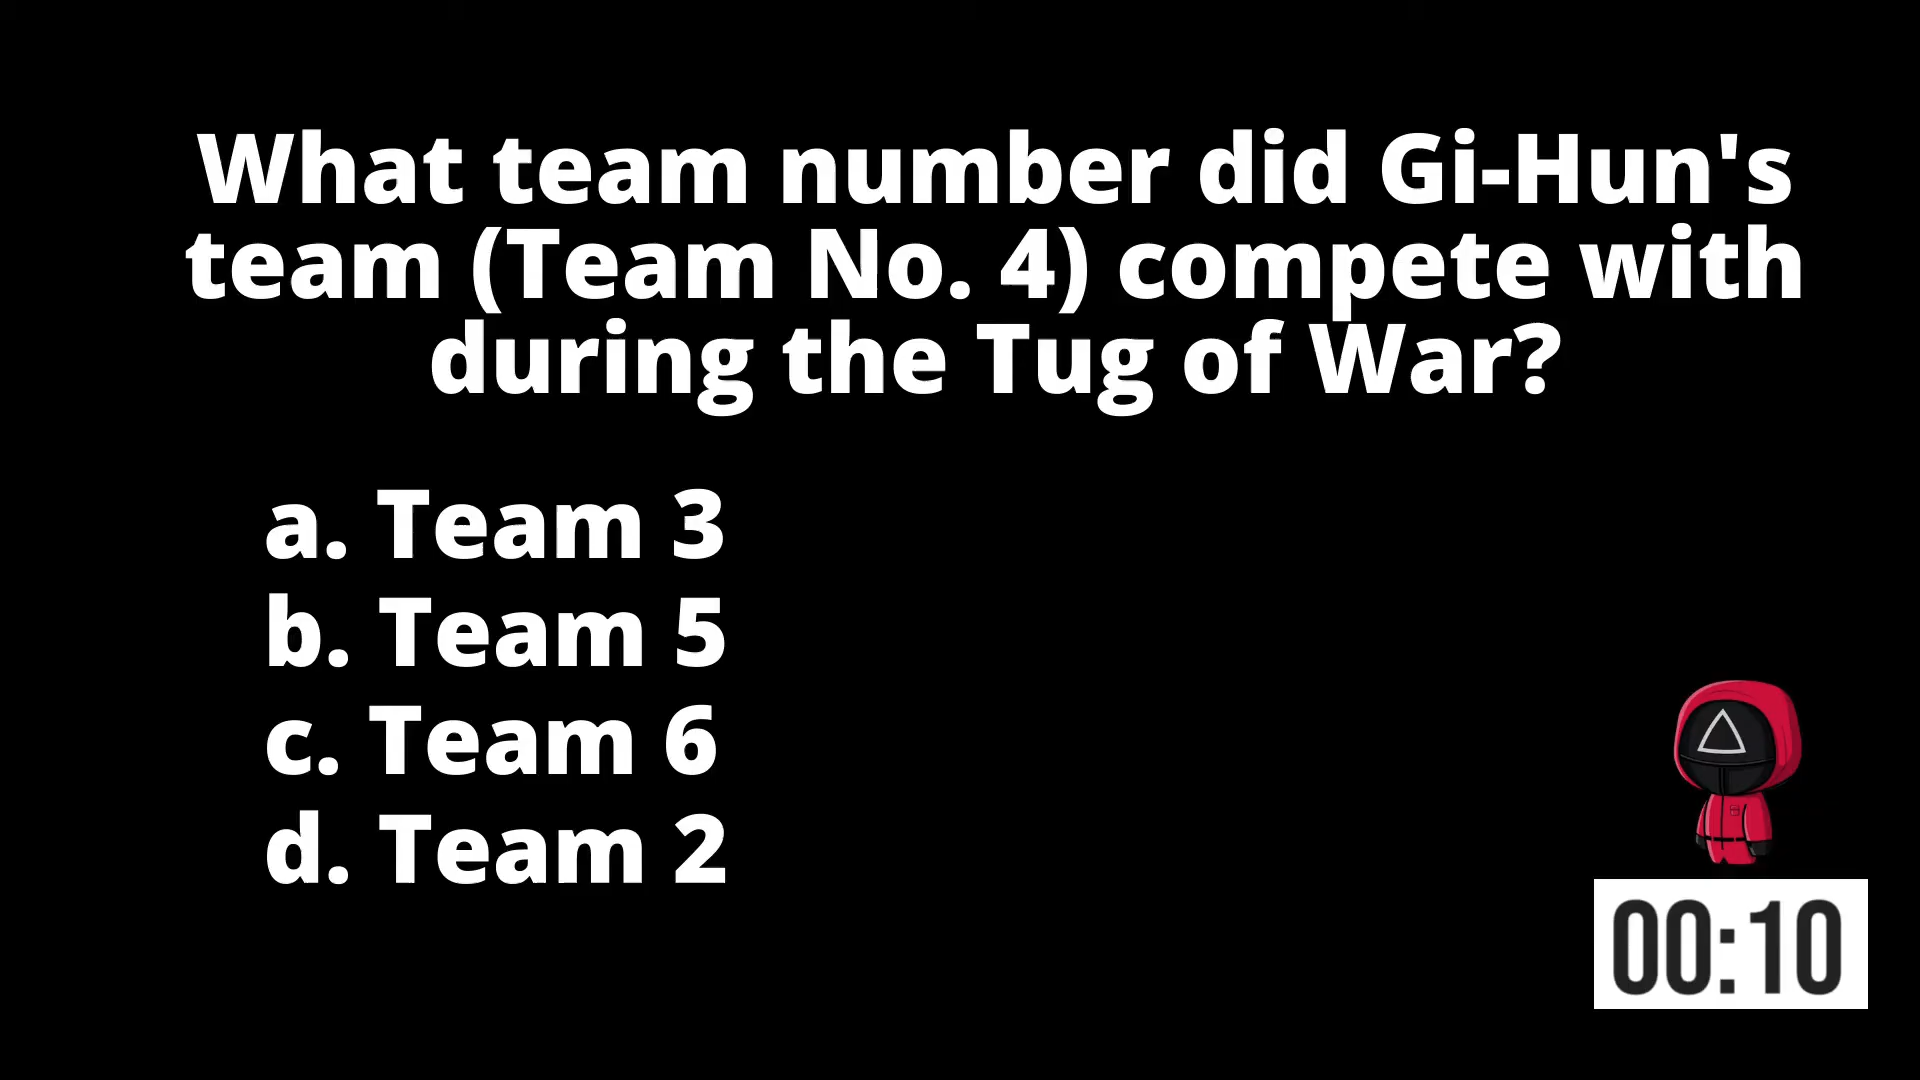 What team number did Gi-Hun's
team (Team No. 4) compete with
during the Tug of War?
a. Team 3
b. Team 5
c. Team 6
d. Team 2
00:10